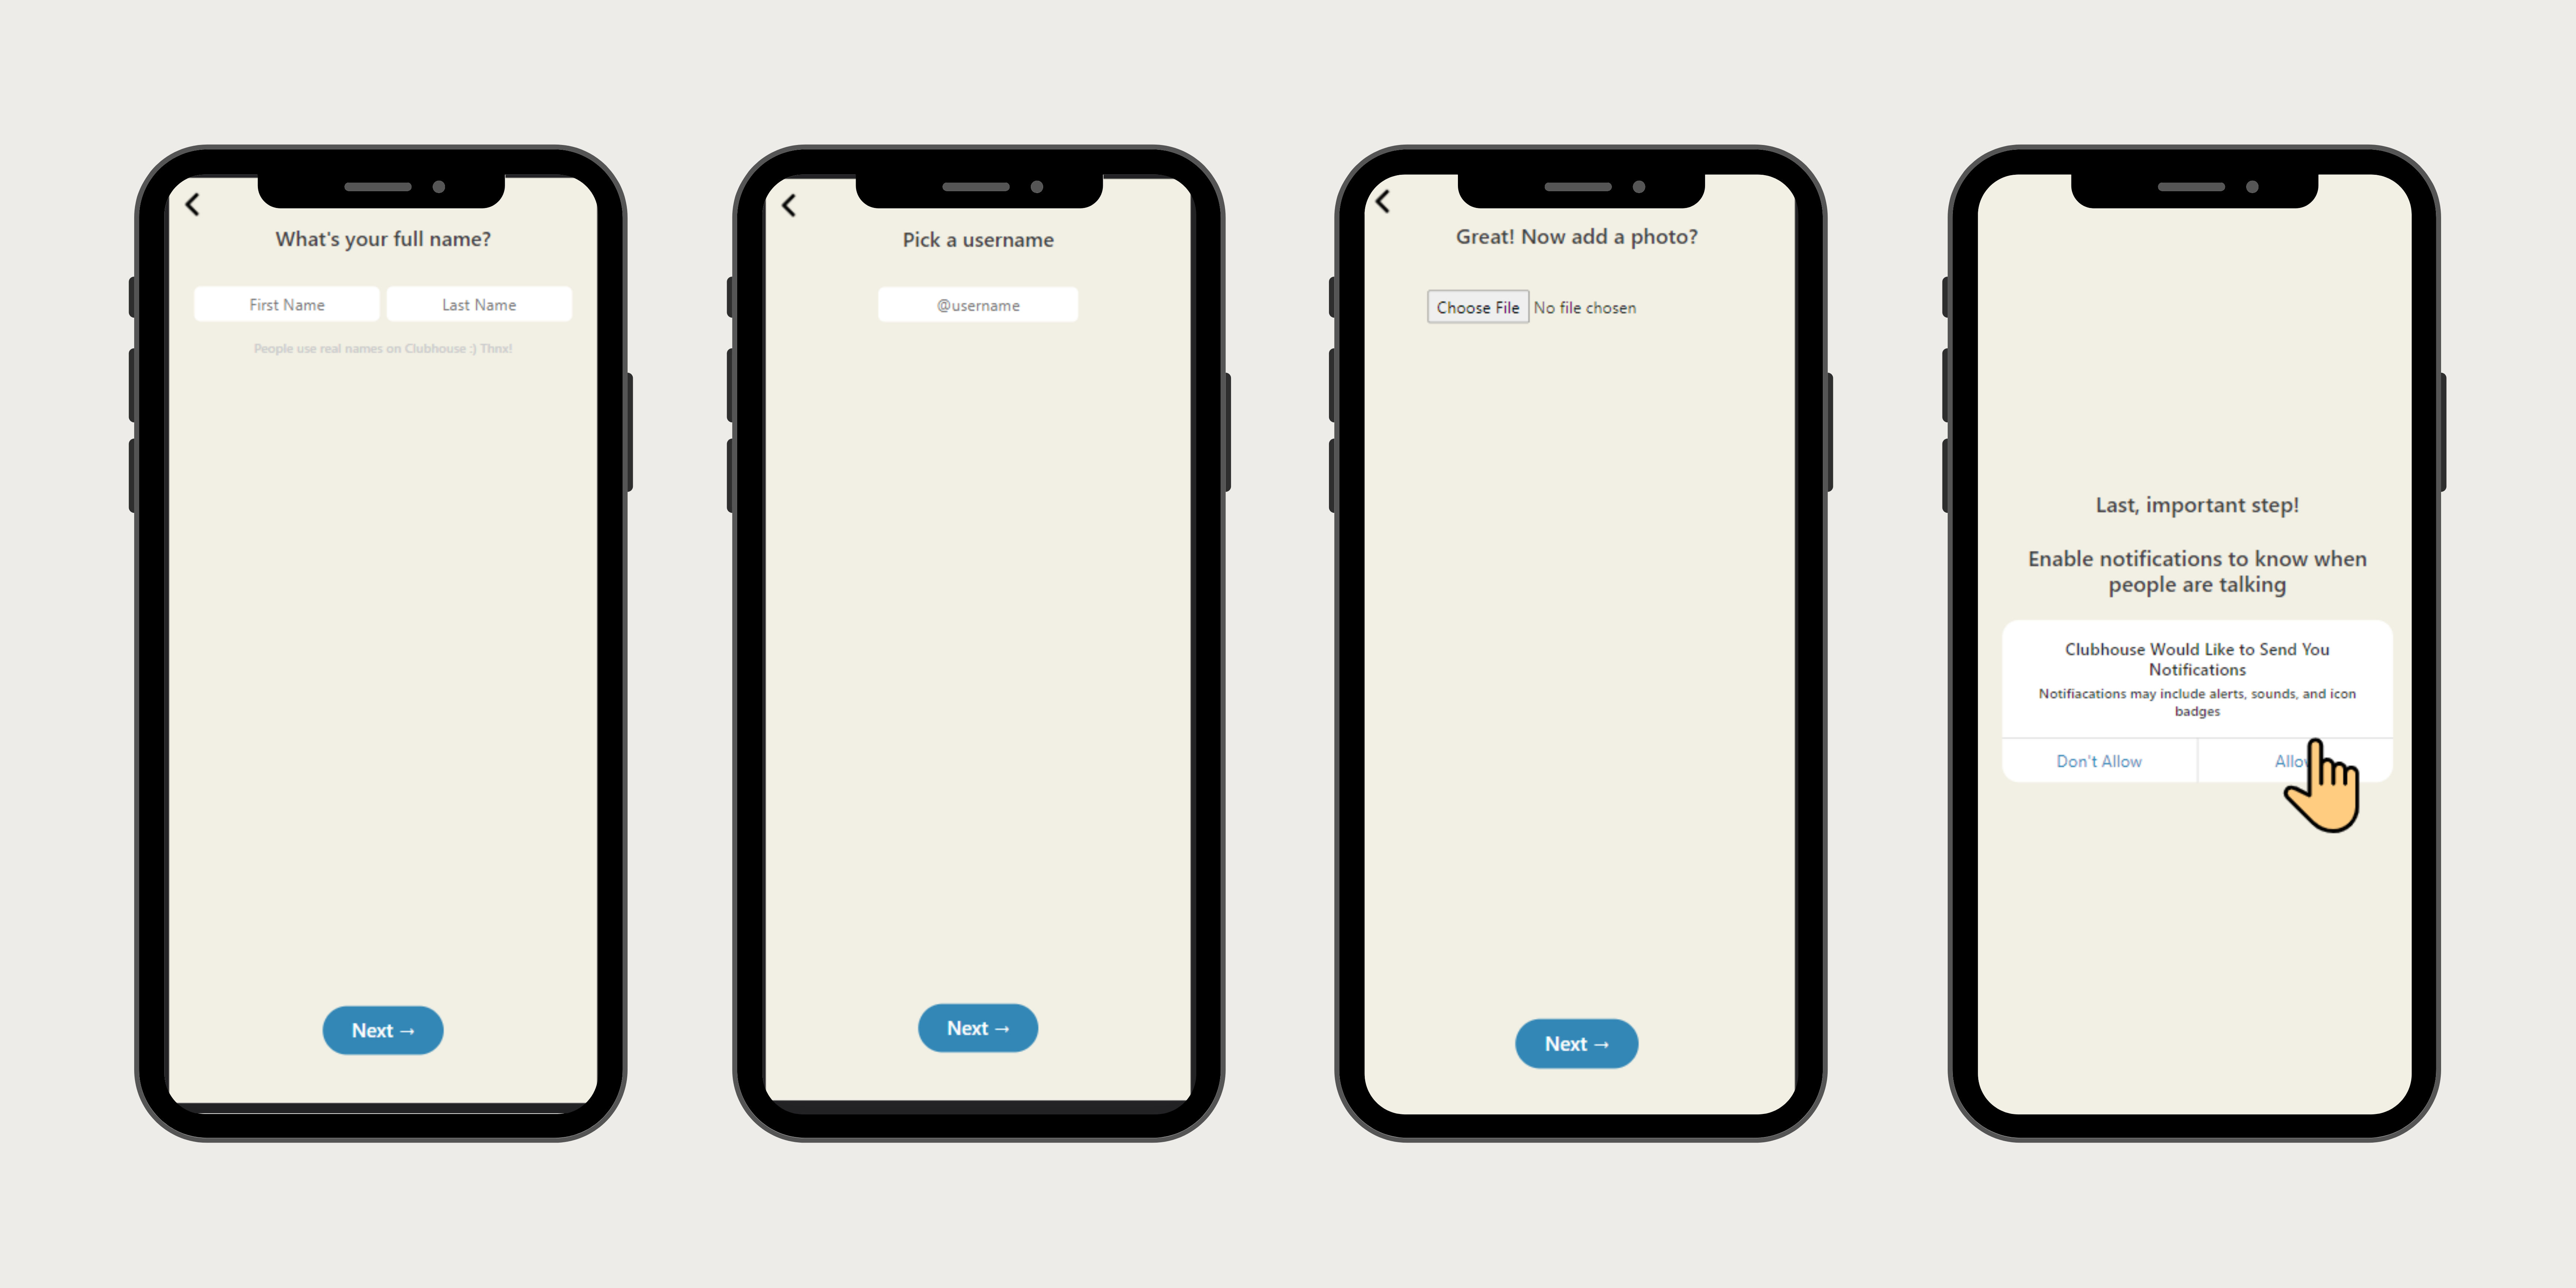 What's your full name?
First Name
Last Name
People use real names on Clubhouse :) Thnx!
Next →
Pick a username
@username
Next →
Great! Now add a photo?
Choose File No file chosen
Next →
Last, important step!
Enable notifications to know when
people are talking
Clubhouse Would Like to Send You
Notifications
Notifiacations may include alerts, sounds, and icon
badges
Don't Allow
Allow